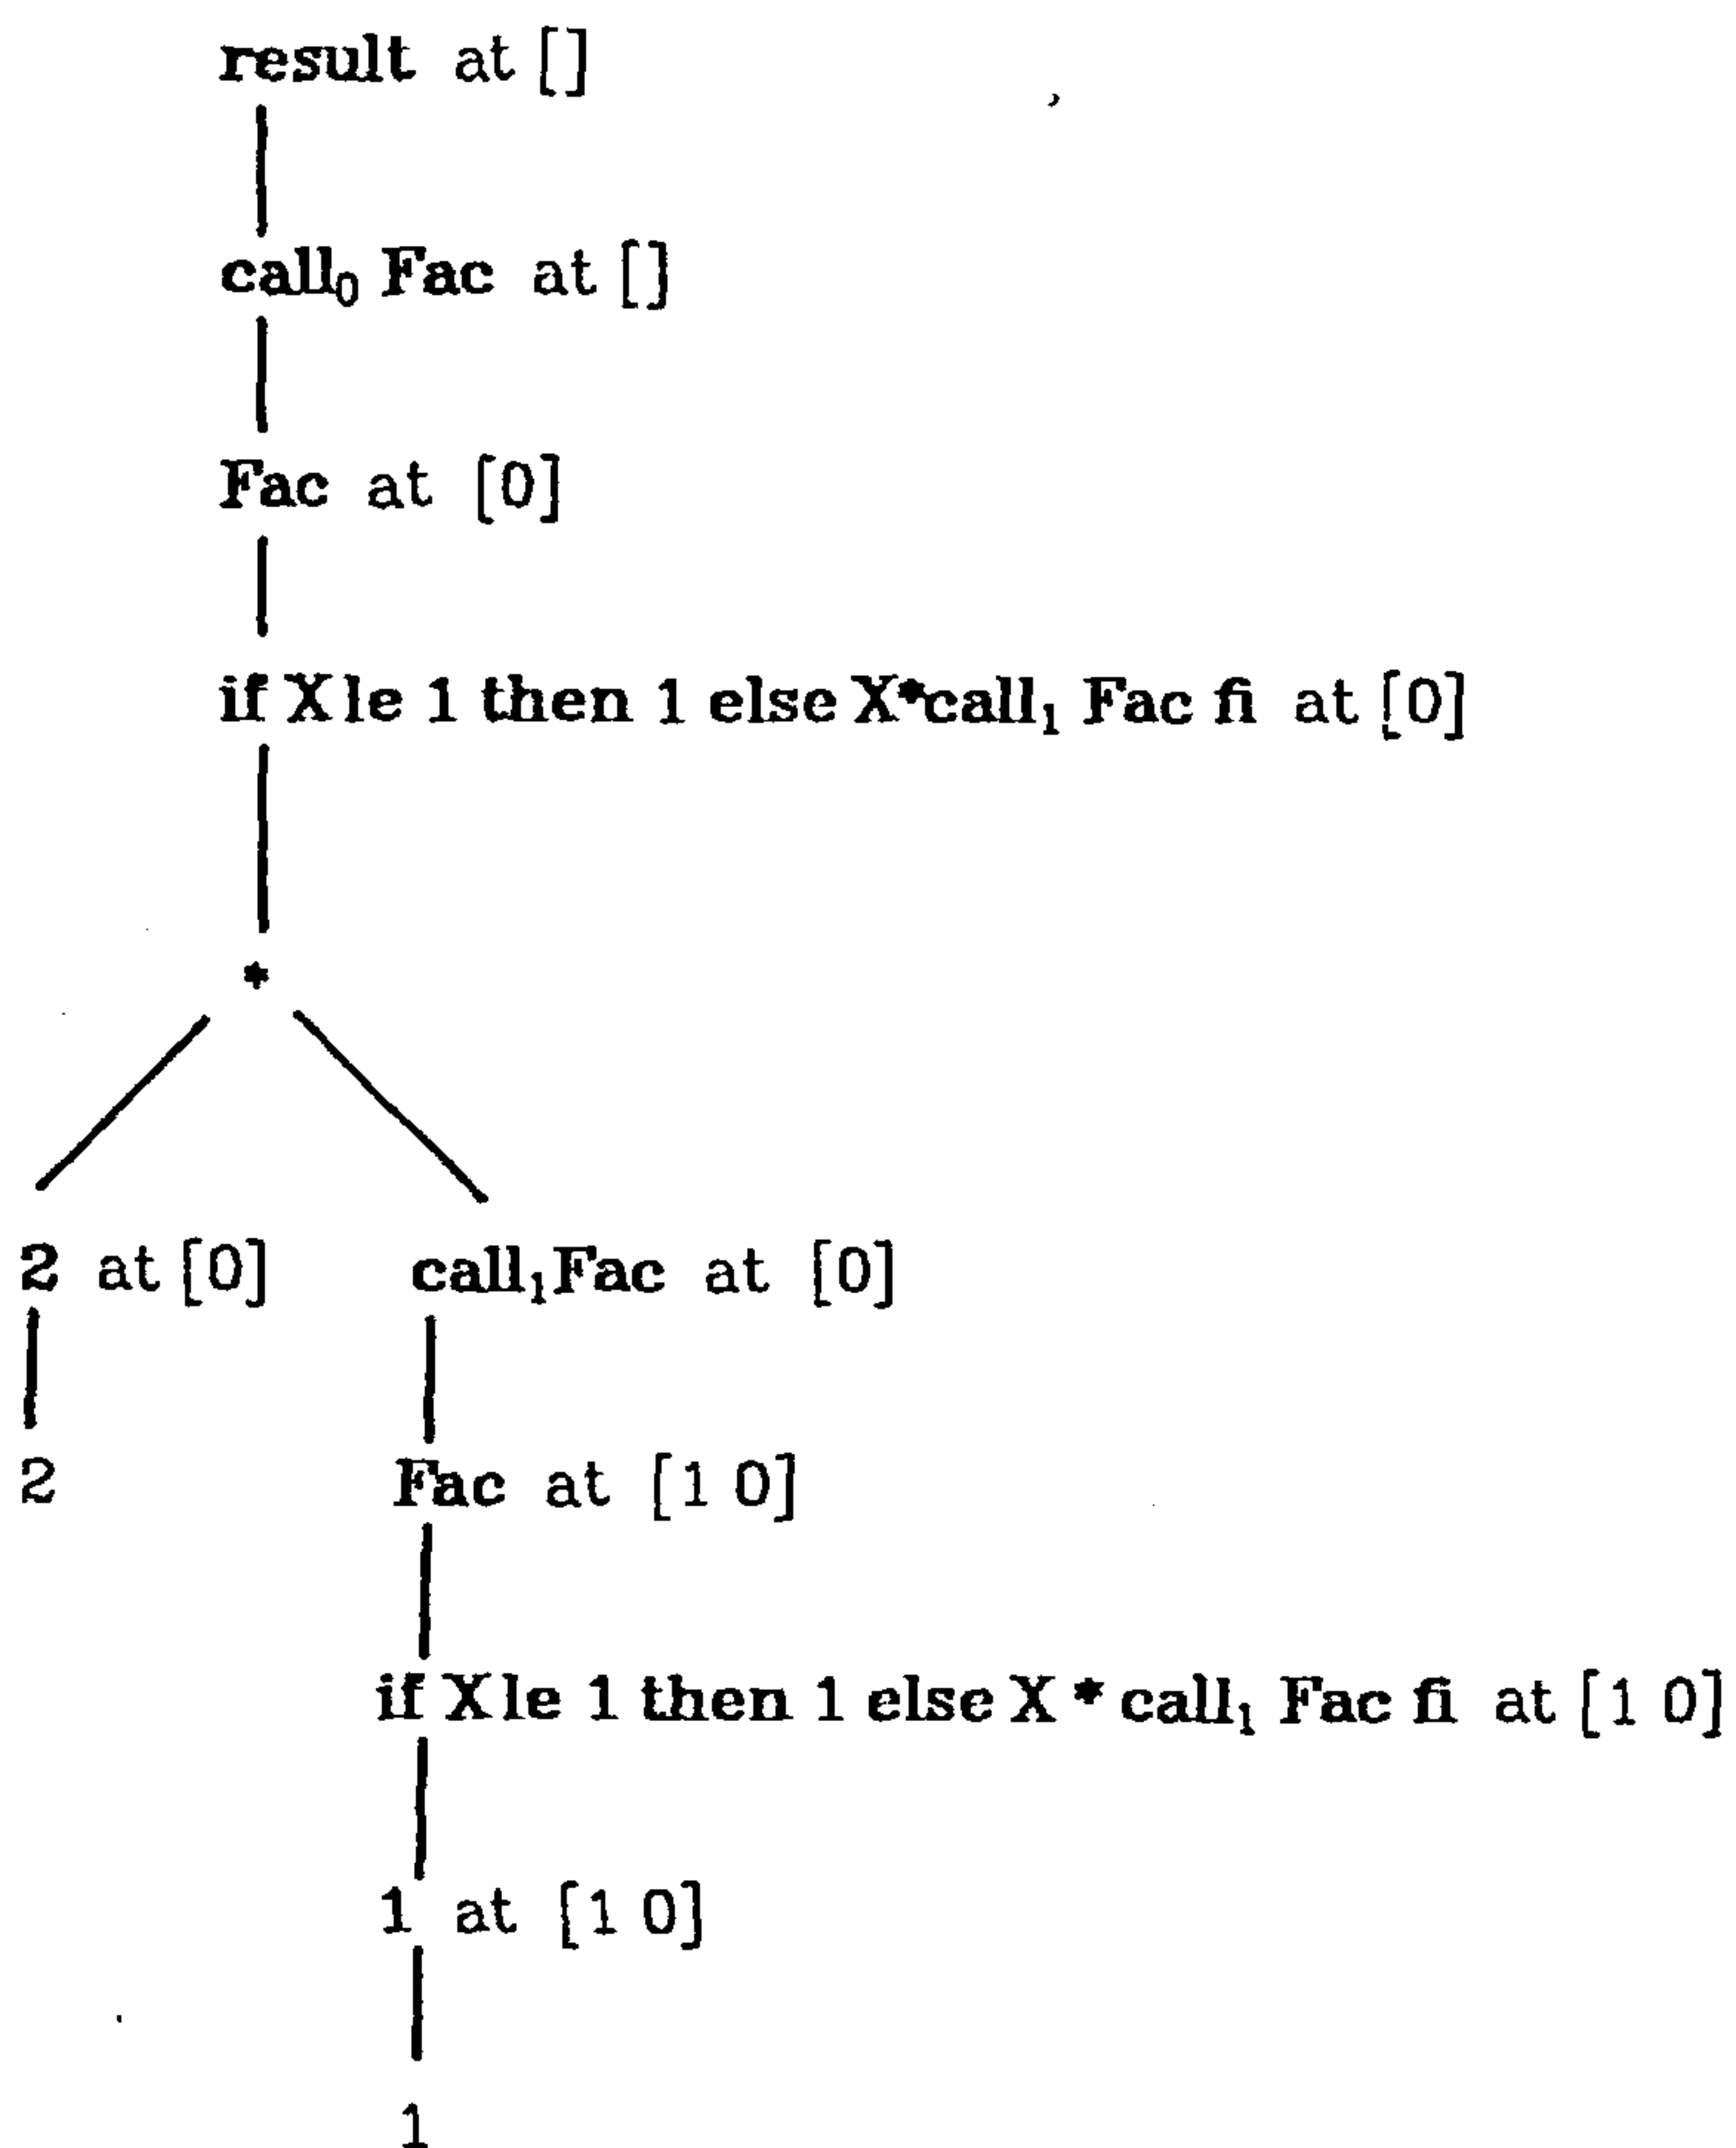 result at []
call₀ Fac at []
Fac at [0]
if X le 1 then 1 else X*call₁ Fac fi at [0]
*
2 at [0] call₁Fac at [0]
2 Fac at [1 0]
if X le 1 then 1 else X * call₁ Fac fi at [1 0]
1 at [1 0]
1